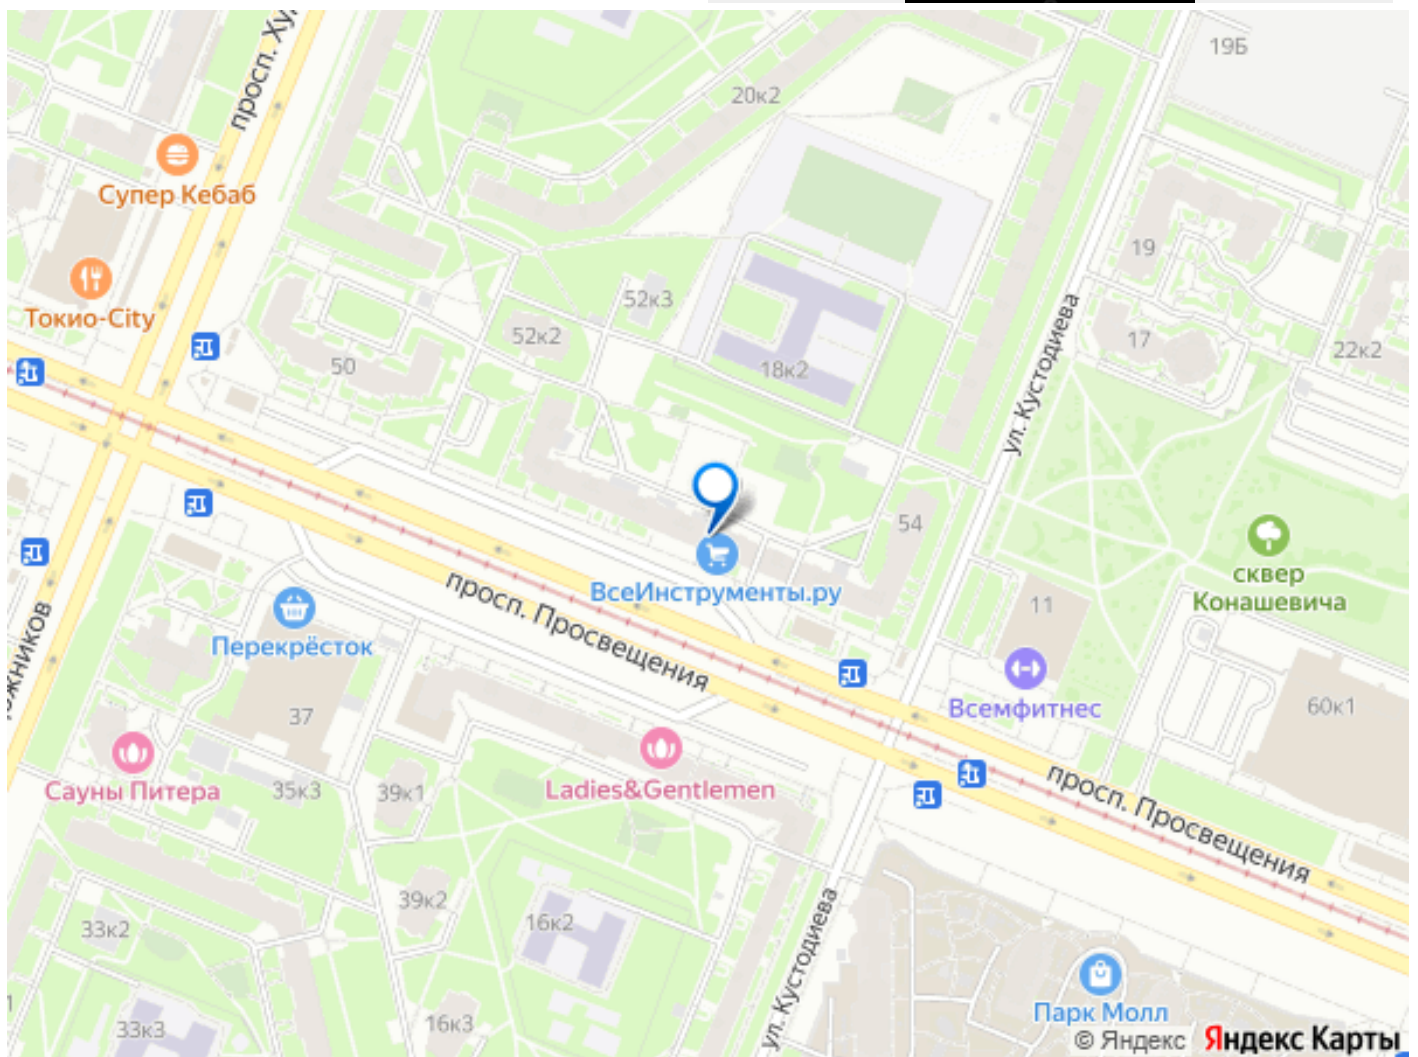 просп. Ху
19Б
20к2
Супер Кебаб
19
Токио-City
52к3
52к2
50
18к2
17
22к2
ул. Кустодиева
54
ВсеИнструменты.ру
сквер
Конашевича
11
просп. Просвещения
Перекрёсток
жников
37
Всемфитнес
60к1
Сауны Питера
35к3
39к1
Ladies&Gentlemen
просп. Просвещения
39к2
33к2
16к2
ул. Кустодиева
33к3
16к3
Парк Молл
© Яндекс Яндекс Карты